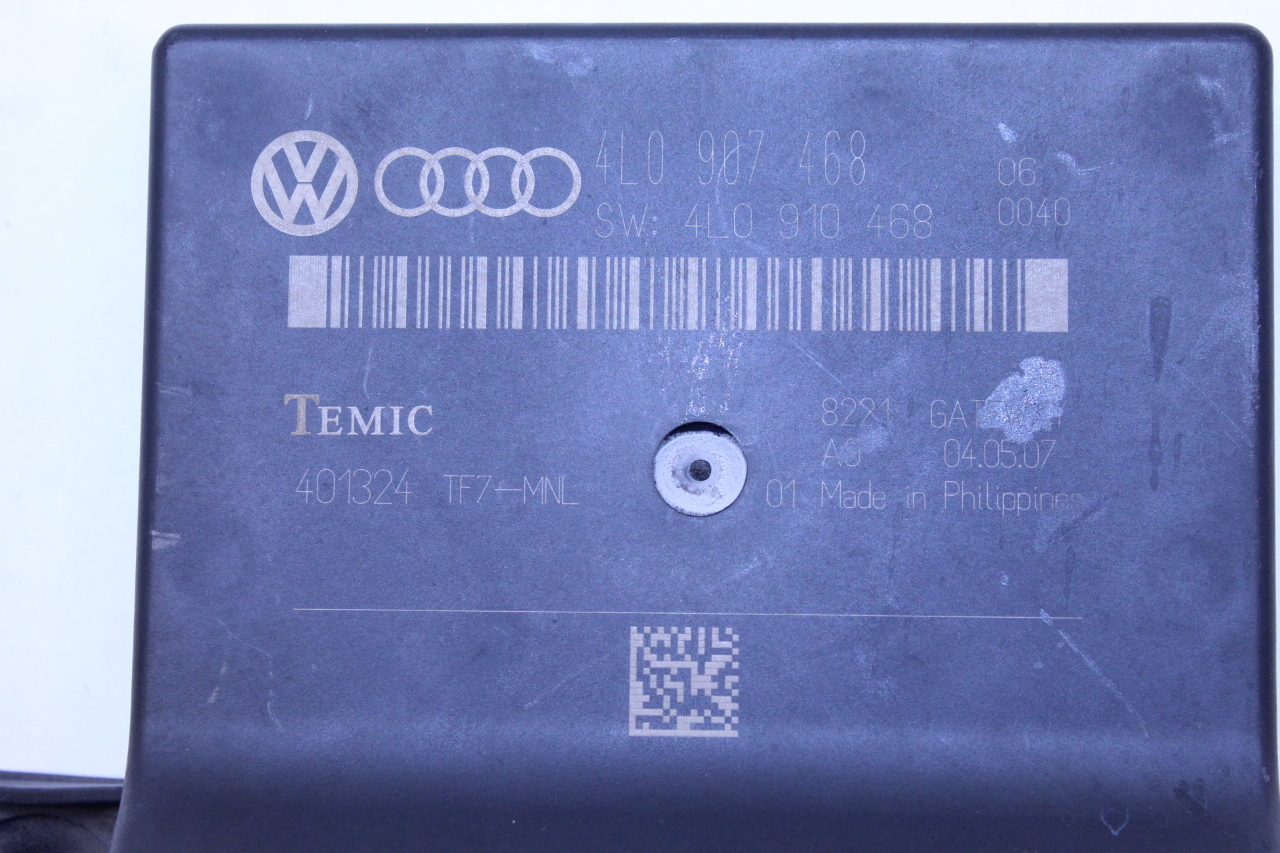 4L0 907 468 06
SW: 4L0 910 468 0040
TEMIC 8221
04.05.07
401324 TF7-MNL 01 Made in Philippines